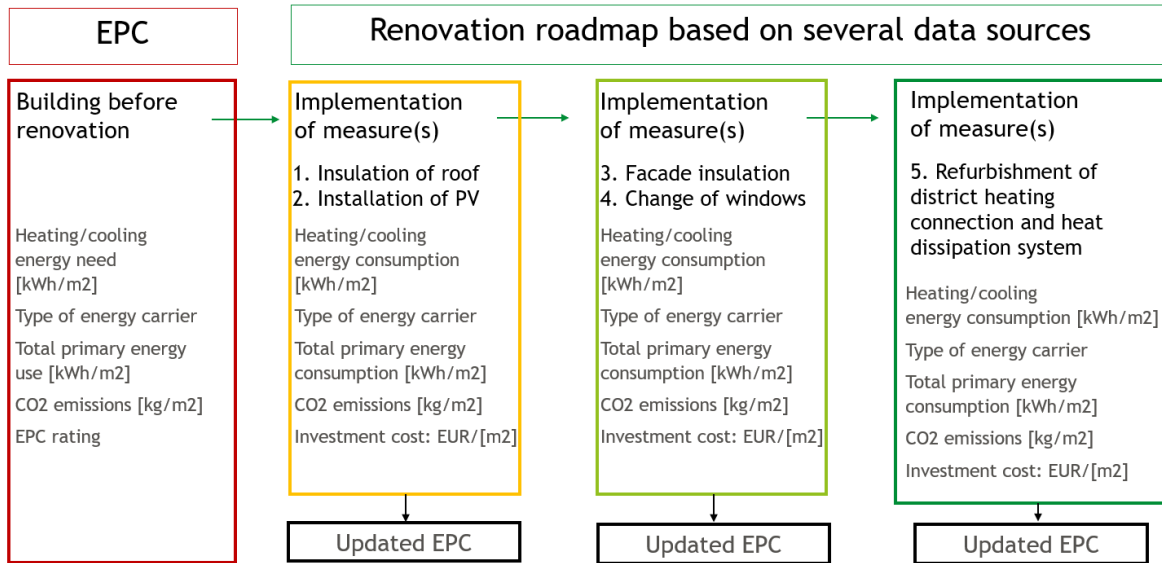 EPC
Renovation roadmap based on several data sources
Building before
renovation
Heating/cooling
energy need
[kWh/m2]
Type of energy carrier
Total primary energy
use [kWh/m2]
CO2 emissions [kg/m2]
EPC rating
Implementation
of measure(s)
1. Insulation of roof
2. Installation of PV
Heating/cooling
energy consumption
[kWh/m2]
Type of energy carrier
Total primary energy
consumption [kWh/m2]
CO2 emissions [kg/m2]
Investment cost: EUR/[m2]
Updated EPC
Implementation
of measure(s)
3. Facade insulation
4. Change of windows
Heating/cooling
energy consumption
[kWh/m2]
Type of energy carrier
Total primary energy
consumption [kWh/m2]
CO2 emissions [kg/m2]
Investment cost: EUR/[m2]
Updated EPC
Implementation
of measure(s)
5. Refurbishment of
district heating
connection and heat
dissipation system
Heating/cooling
energy consumption [kWh/m2]
Type of energy carrier
Total primary energy
consumption [kWh/m2]
CO2 emissions [kg/m2]
Investment cost: EUR/[m2]
Updated EPC